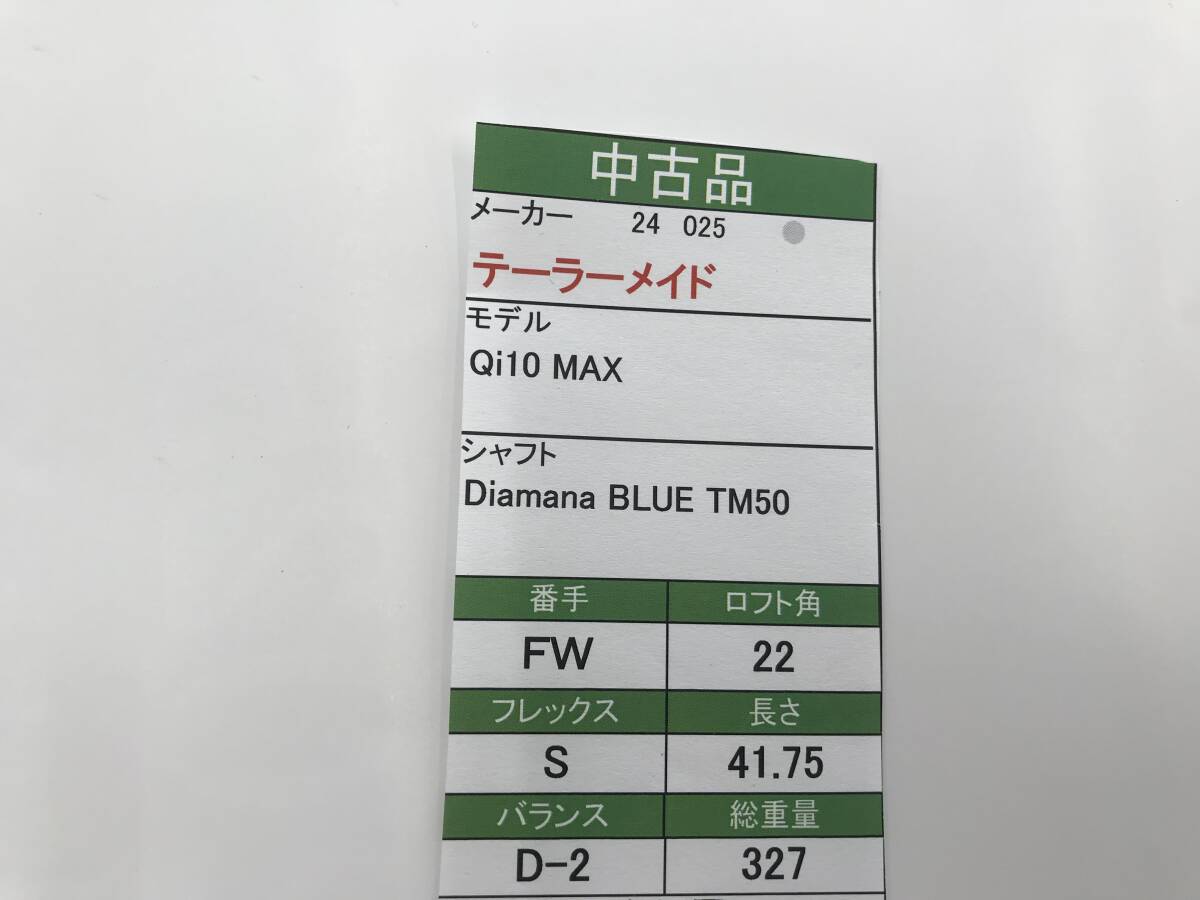 中古品
メーカー 24 025
テーラーメイド
モデル
Qi10 MAX
シャフト
Diamana BLUE TM50
番手 ロフト角
FW 22
フレックス 長さ
S 41.75
バランス 総重量
D-2 327